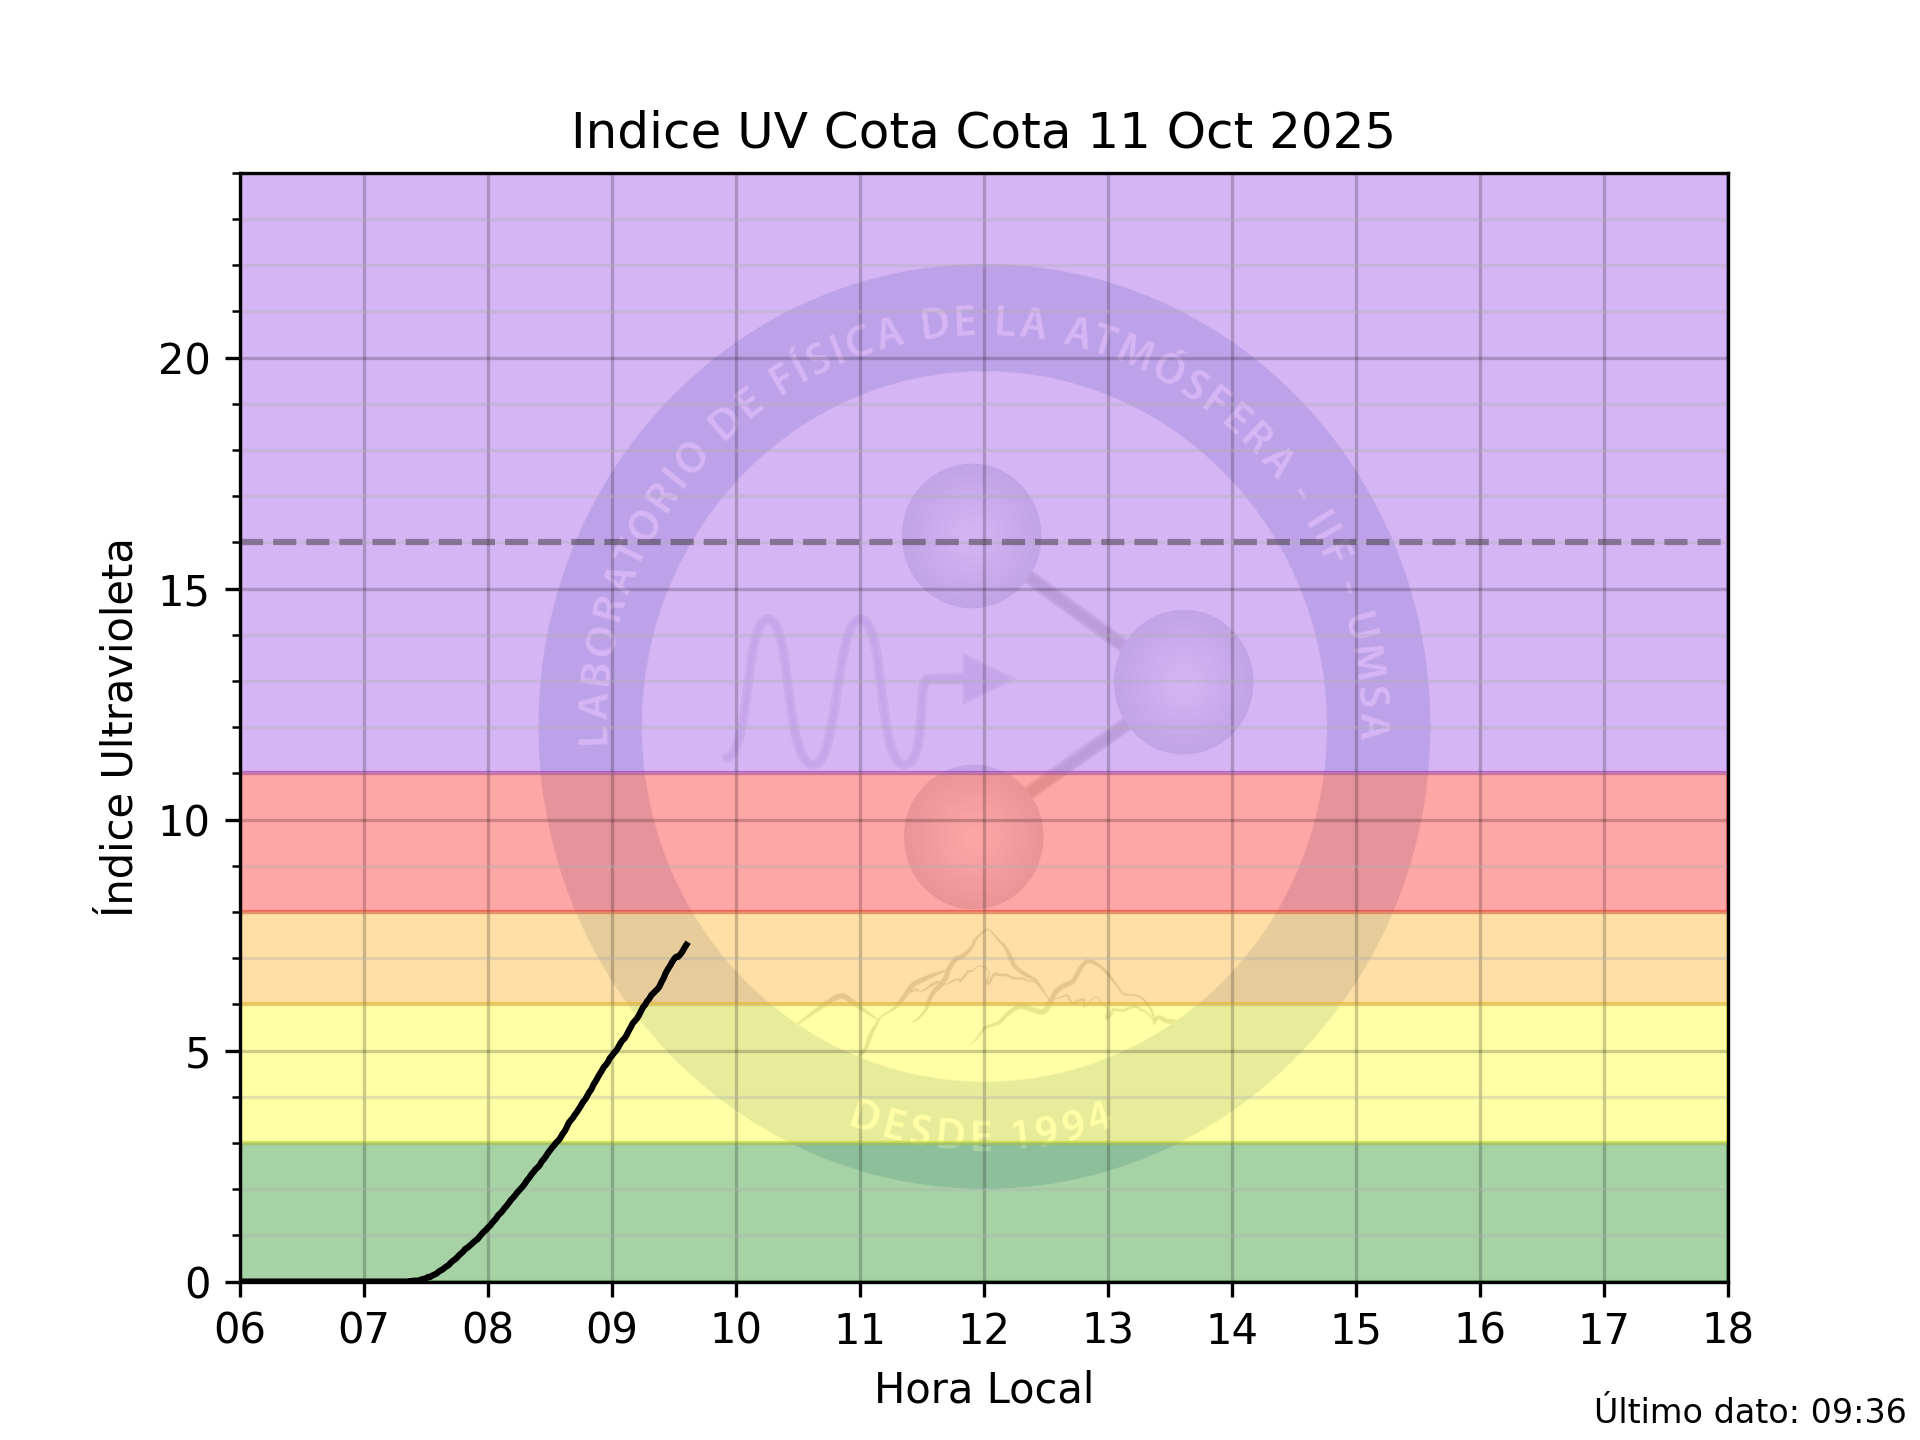 Indice UV Cota Cota 11 Oct 2025
Índice Ultravioleta
20
15
10
5
0
LABORATORIO DE FÍSICA DE LA ATMÓSFERA - IIF - UMSA
DESDE 1994
06 07 08 09 10 11 12 13 14 15 16 17 18
Hora Local
Último dato: 09:36